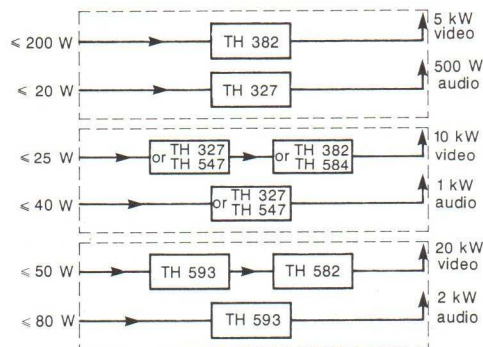 ≤ 200 W TH 382 5 kW video
≤ 20 W TH 327 500 W audio
≤ 25 W or TH 327 TH 547 or TH 382 TH 584 10 kW video
≤ 40 W or TH 327 TH 547 1 kW audio
≤ 50 W TH 593 TH 582 20 kW video
≤ 80 W TH 593 2 kW audio